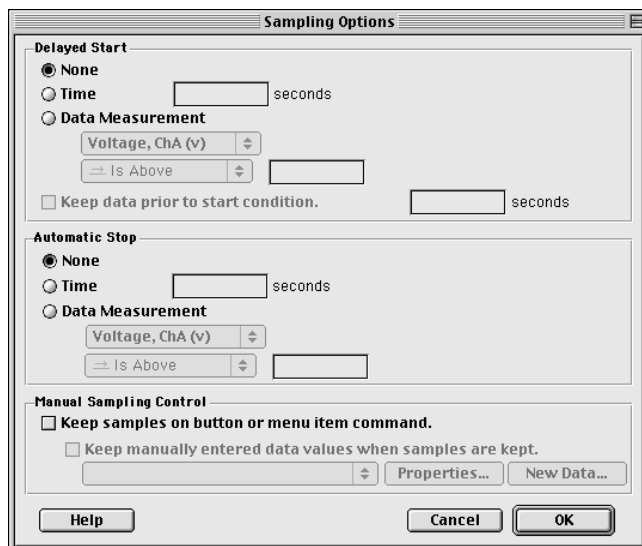 Sampling Options
Delayed Start
None
Time seconds
Data Measurement
Voltage, ChA (v)
→ Is Above
Keep data prior to start condition. seconds
Automatic Stop
None
Time seconds
Data Measurement
Voltage, ChA (v)
→ Is Above
Manual Sampling Control
Keep samples on button or menu item command.
Keep manually entered data values when samples are kept.
Properties... New Data...
Help Cancel OK